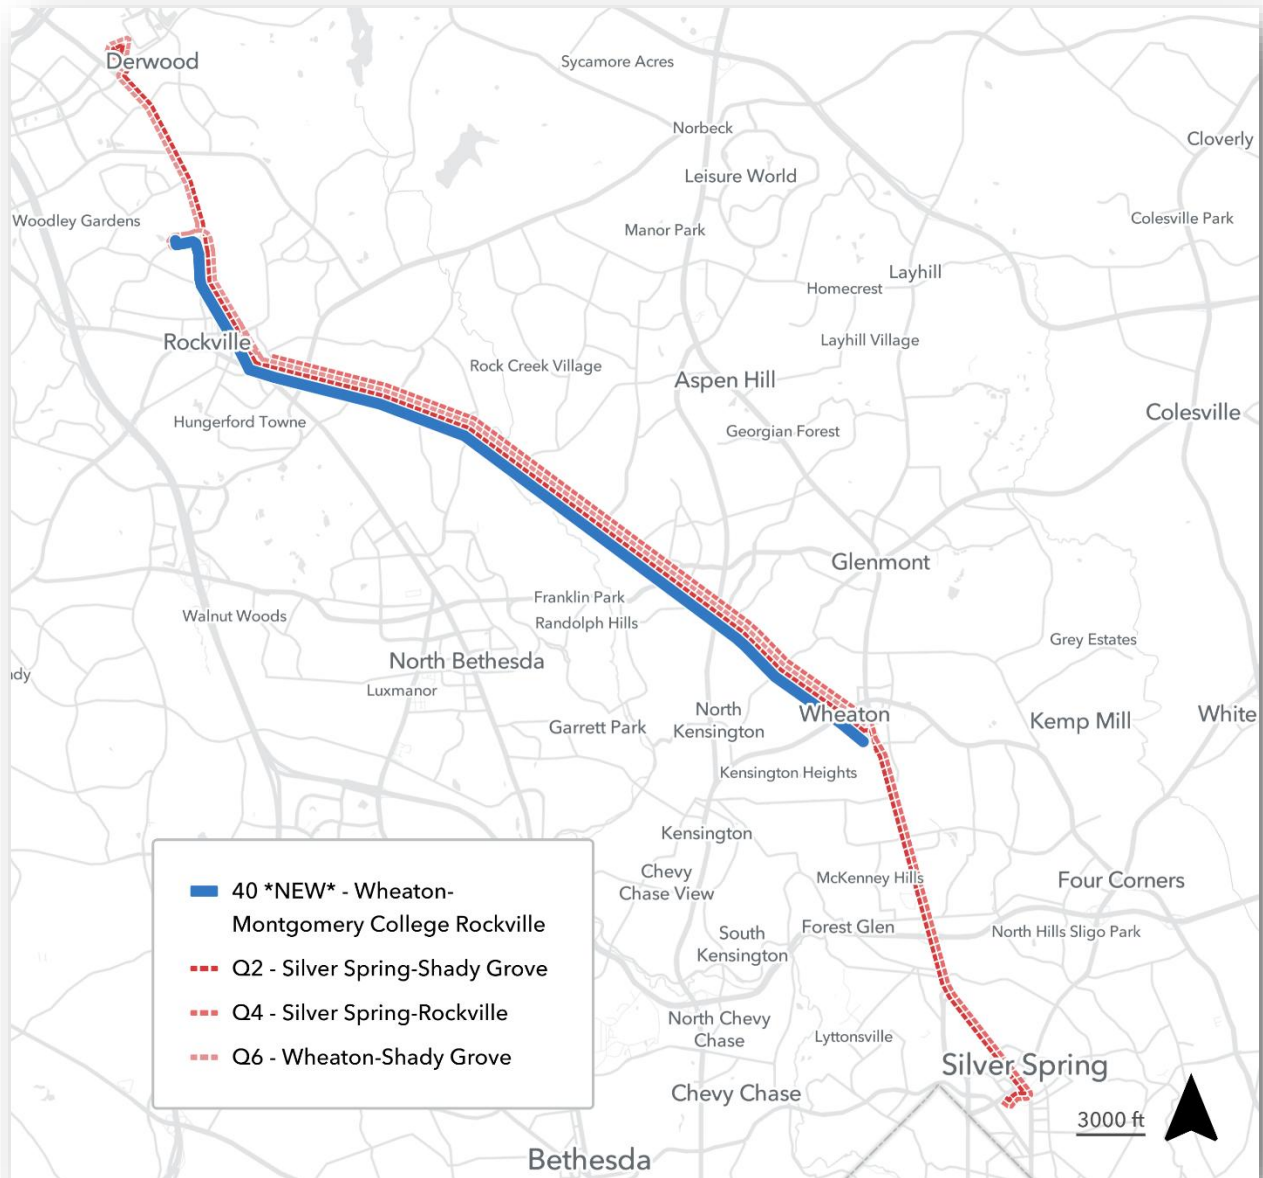 Derwood
Sycamore Acres
Norbeck
Cloverly
Leisure World
Woodley Gardens
Colesville Park
Manor Park
Layhill
Homecrest
Rockville
Layhill Village
Rock Creek Village
Aspen Hill
Colesville
Hungerford Towne
Georgian Forest
Glenmont
Franklin Park
Walnut Woods
Randolph Hills
Grey Estates
North Bethesda
dy
Luxmanor
North
Kensington
Wheaton
Kemp Mill
White
Garrett Park
Kensington Heights
Kensington
Chevy
Chase View
McKenney Hills
Four Corners
Forest Glen
North Hills Sligo Park
South
Kensington
North Chevy
Chase
Lyttonsville
Silver Spring
Chevy Chase
Bethesda
40 *NEW* - Wheaton-
Montgomery College Rockville
Q2 - Silver Spring-Shady Grove
Q4 - Silver Spring-Rockville
Q6 - Wheaton-Shady Grove
3000 ft